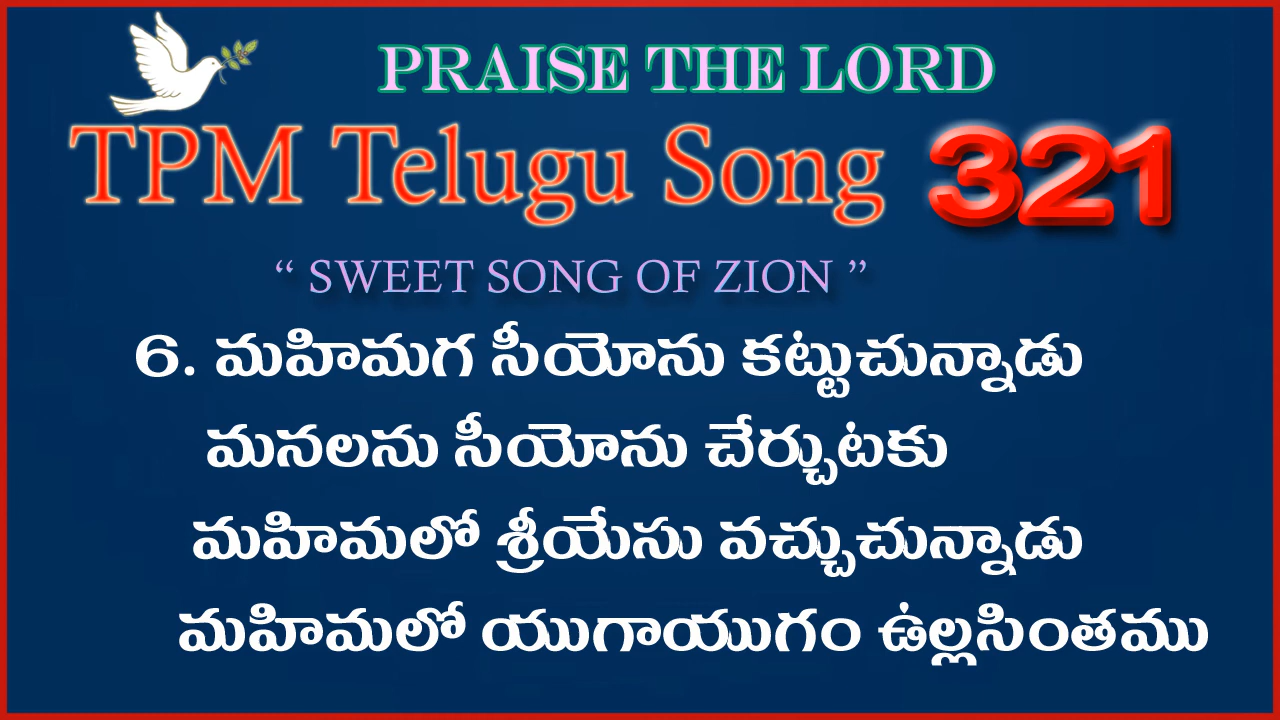 PRAISE THE LORD
TPM Telugu Song 321
“ SWEET SONG OF ZION ”
6. మహిమగ సీయోను కట్టుచున్నాడు
మనలను సీయోను చేర్చుటకు
మహిమలో శ్రీయేసు వచ్చుచున్నాడు
మహిమలో యుగాయుగం ఉల్లసింతము